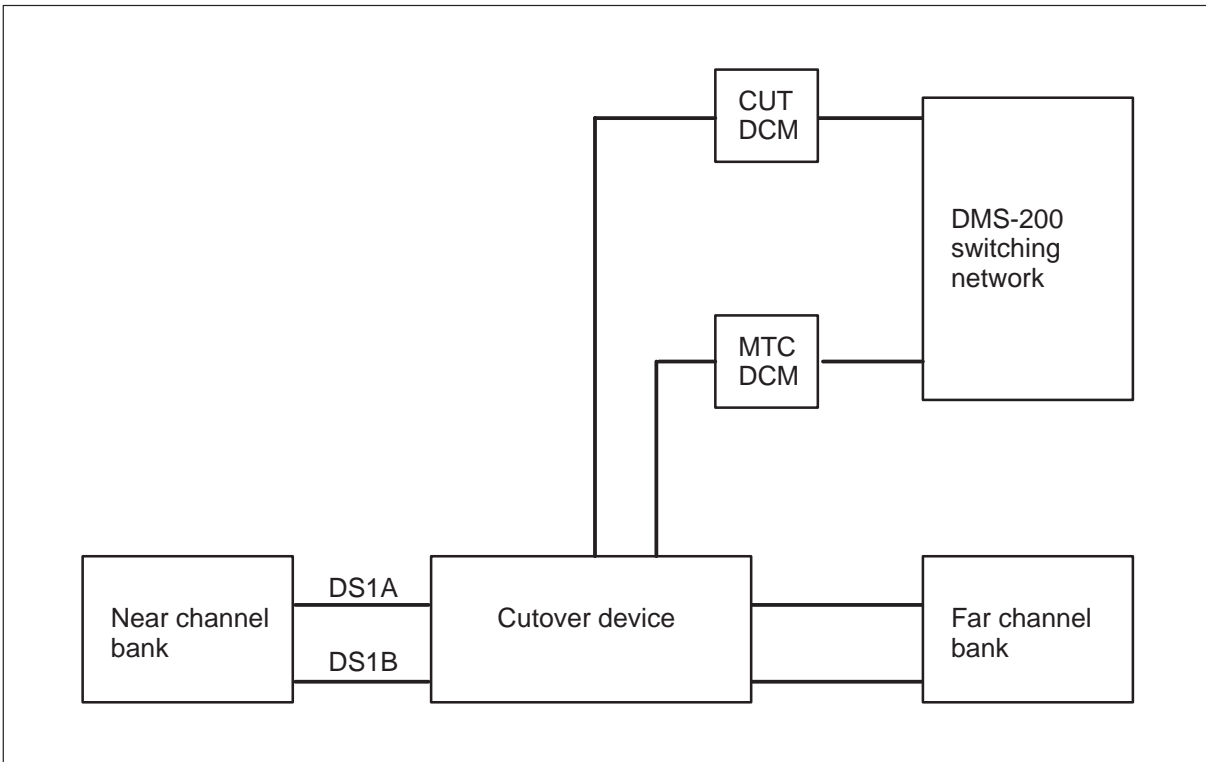 CUT
DCM
DMS-200
switching
network
MTC
DCM
DS1A
Near channel
bank
Cutover device
Far channel
bank
DS1B